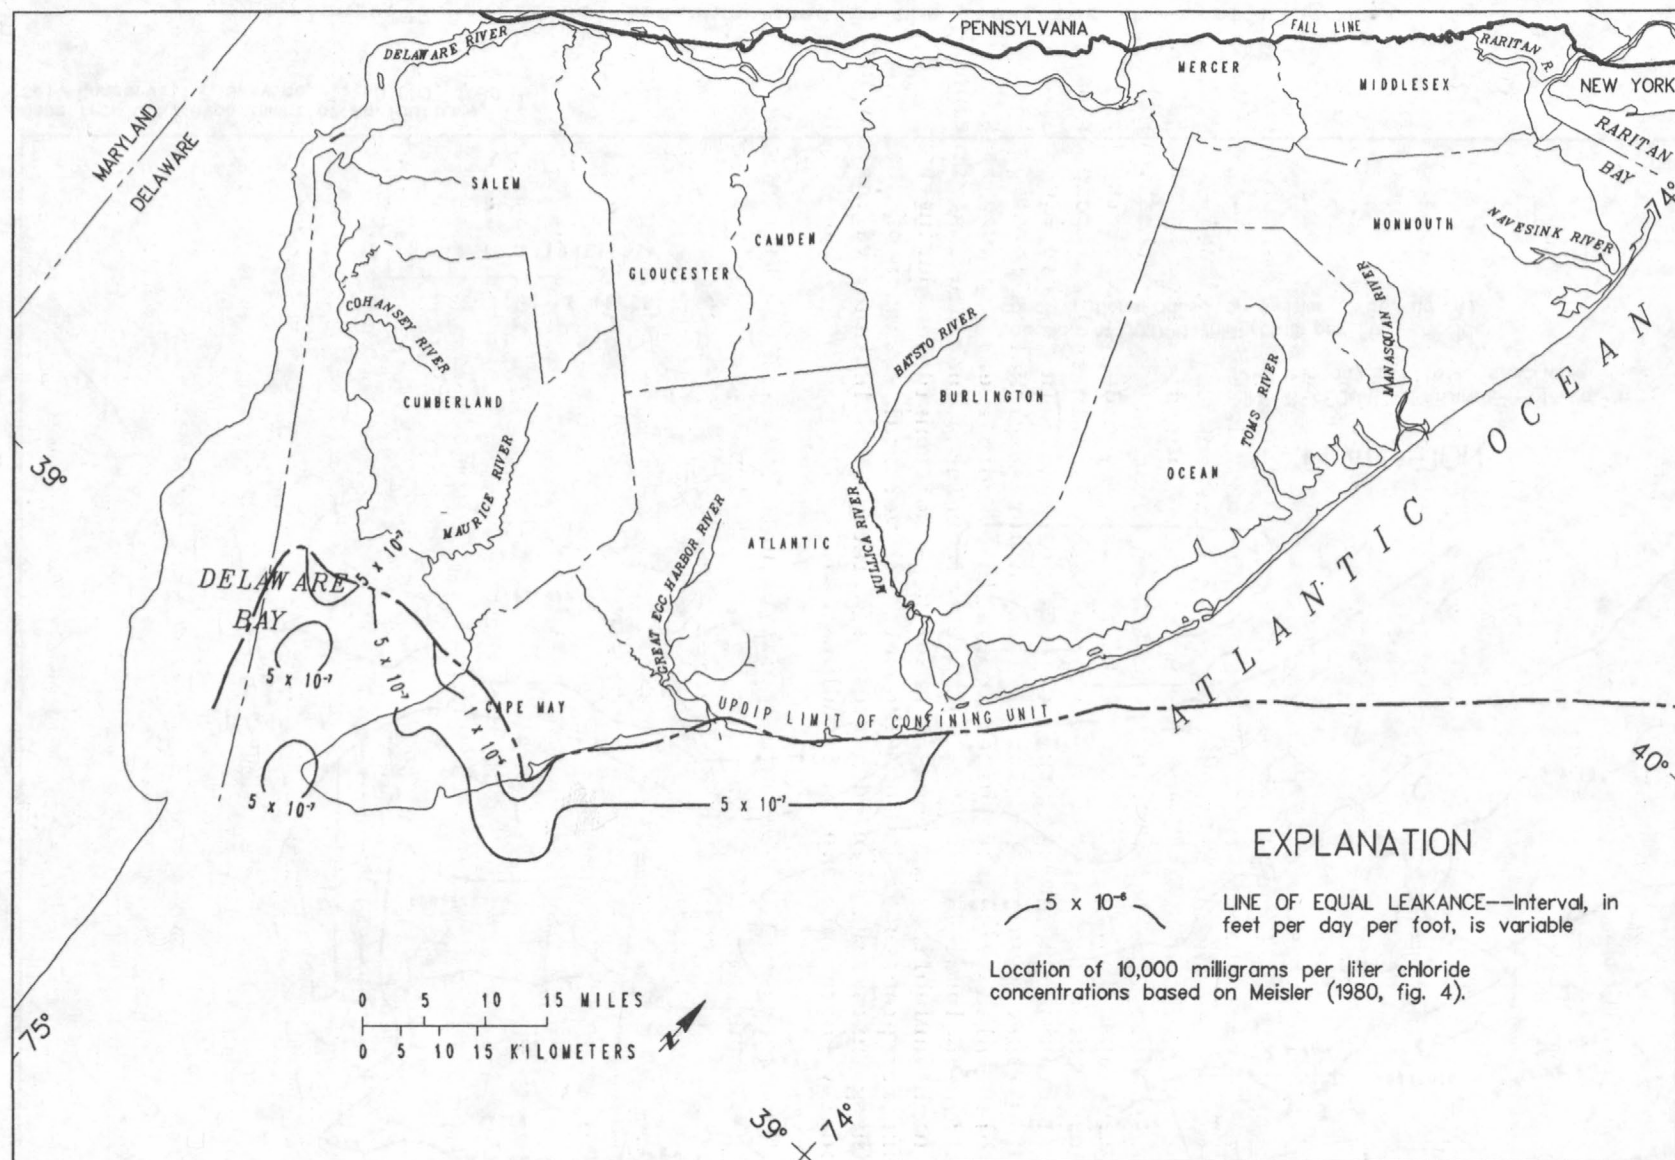 PENNSYLVANIA
FALL LINE
DELAWARE RIVER
RARITAN R
MERCER
MIDDLESEX
NEW YORK
MARYLAND
DELAWARE
RARITAN
BAY
74°
SALEM
CAMDEN
GLOUCESTER
MONMOUTH
NAVESINK RIVER
MANASQUAN RIVER
COHANSEY RIVER
BATSTO RIVER
CUMBERLAND
BURLINGTON
TOMS RIVER
OCEAN
MAURICE RIVER
39°
ATLANTIC
MULLICA RIVER
GREAT EGG HARBOR RIVER
ATLANTIC OCEAN
DELAWARE
BAY
5 x 10⁻⁷
5 x 10⁻⁷
5 x 10⁻⁷
CAPE MAY
UPDIP LIMIT OF CONFINING UNIT
1 x 10⁻⁶
5 x 10⁻⁷
5 x 10⁻⁷
40°
EXPLANATION
5 x 10⁻⁶
LINE OF EQUAL LEAKANCE--Interval, in
feet per day per foot, is variable
Location of 10,000 milligrams per liter chloride
concentrations based on Meisler (1980, fig. 4).
0 5 10 15 MILES
0 5 10 15 KILOMETERS
N
75°
39°
74°